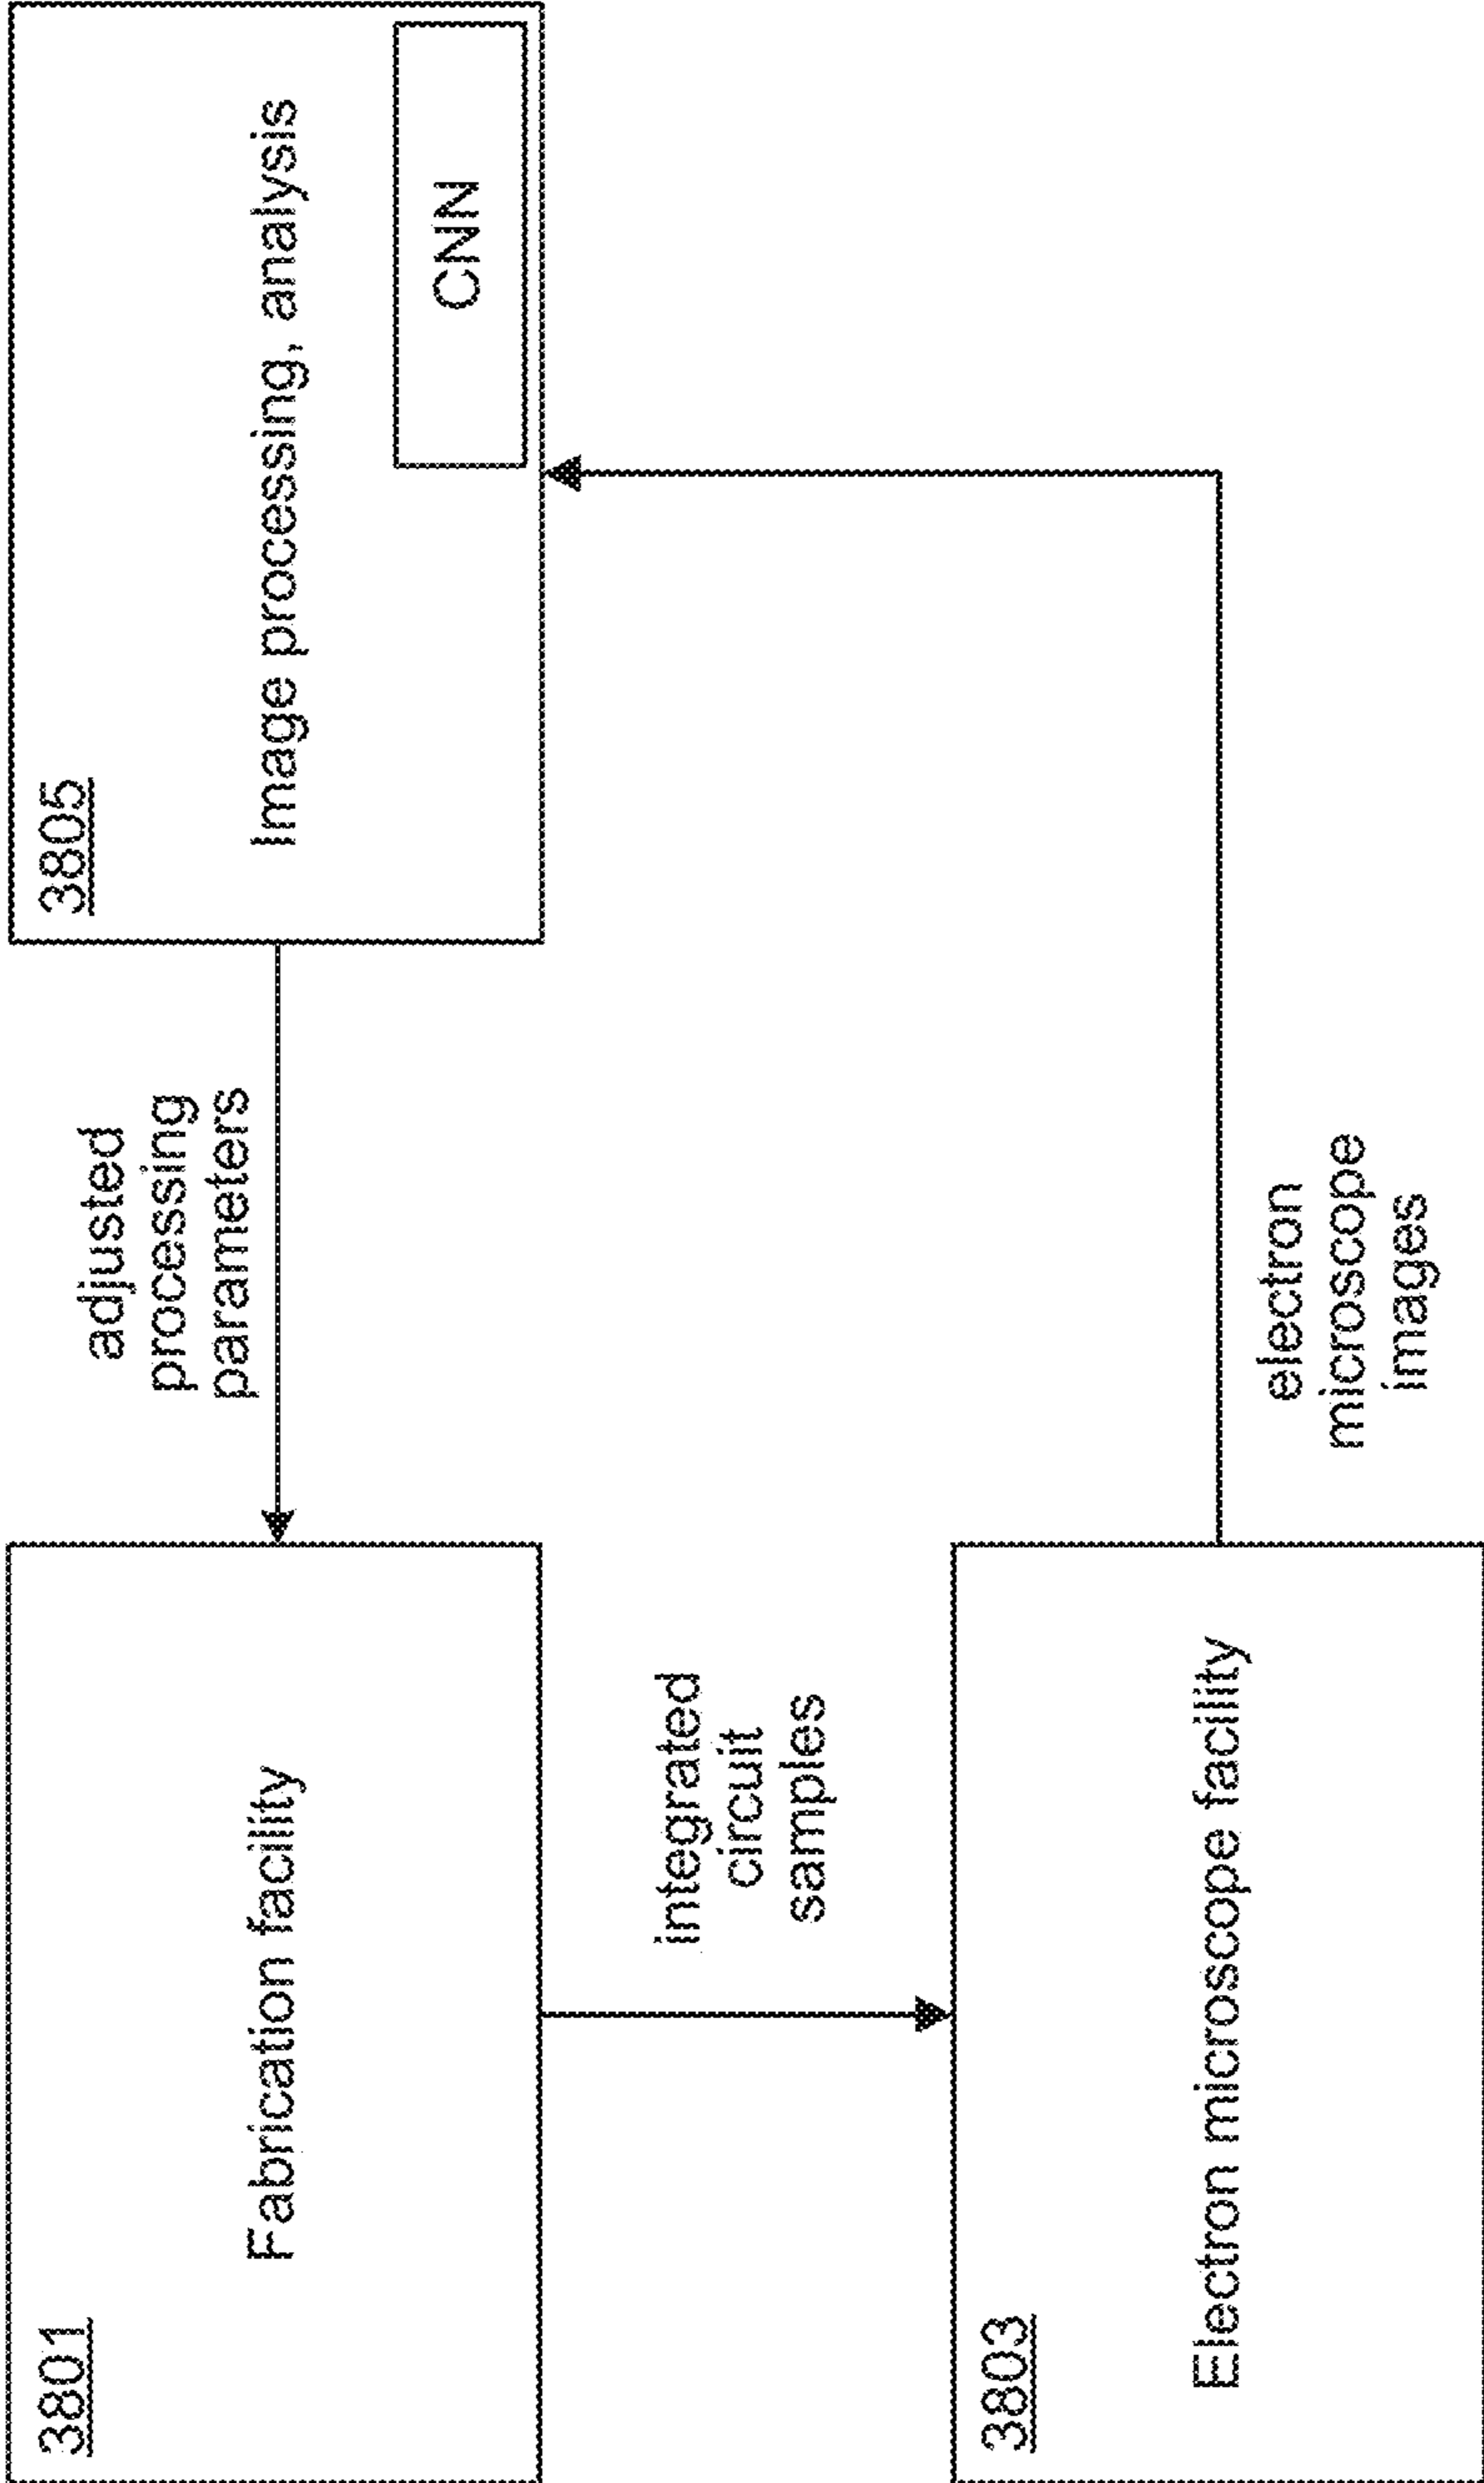 3801
Fabrication facility
adjusted
processing
parameters
3805
Image processing, analysis
CNN
integrated
circuit
samples
3803
Electron microscope facility
electron
microscope
images